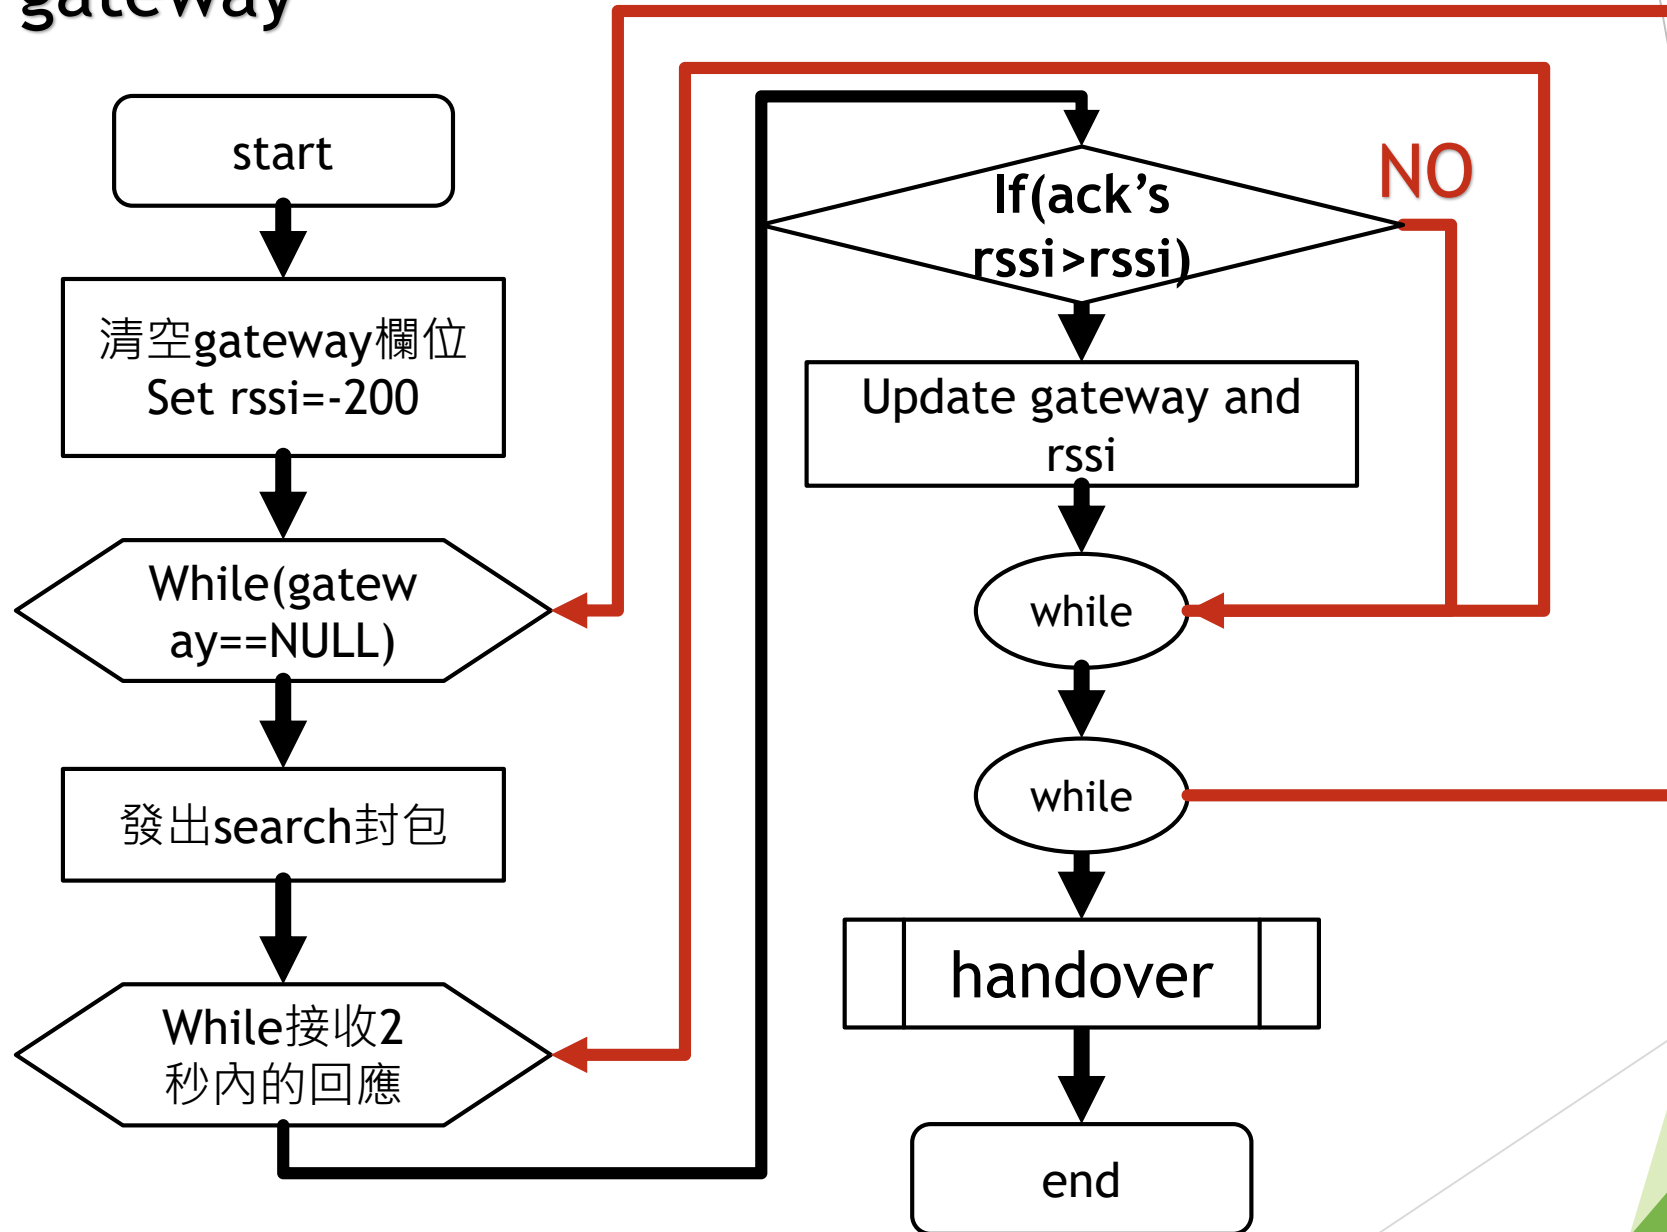 gateway
start
清空gateway欄位
Set rssi=-200
While(gatew
ay==NULL)
發出search封包
While接收2
秒內的回應
If(ack’s
rssi>rssi)
NO
Update gateway and
rssi
while
while
handover
end